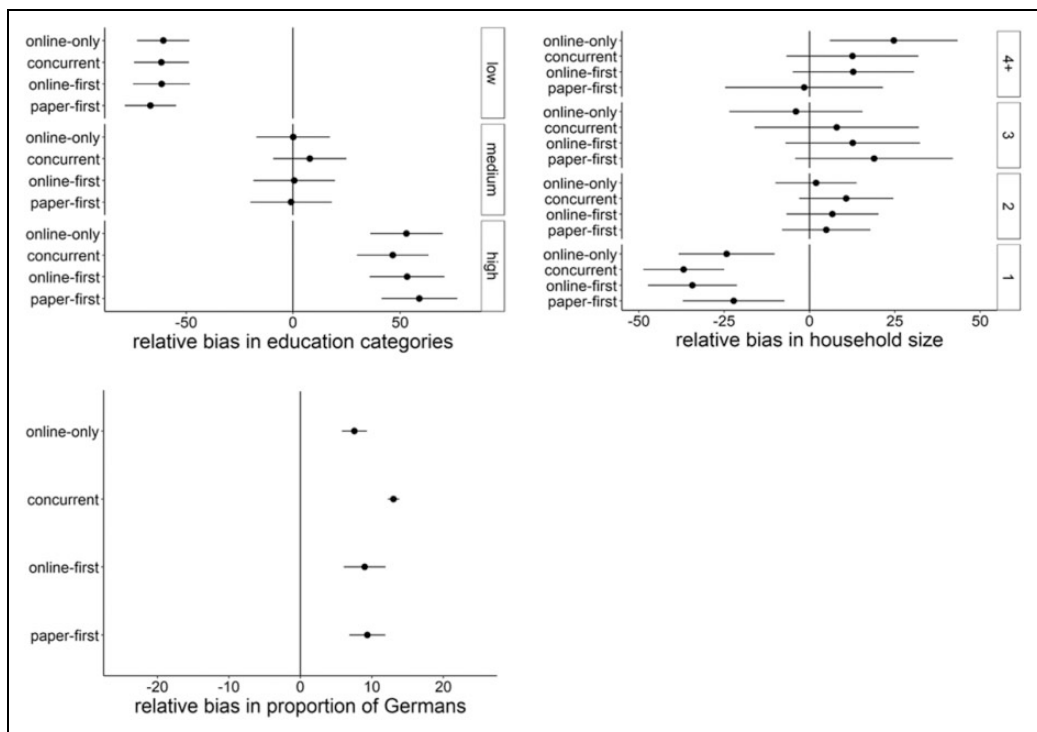 online-only
concurrent
online-first
paper-first
low
online-only
concurrent
online-first
paper-first
medium
online-only
concurrent
online-first
paper-first
high
-50 0 50
relative bias in education categories
online-only
concurrent
online-first
paper-first
4+
online-only
concurrent
online-first
paper-first
3
online-only
concurrent
online-first
paper-first
2
online-only
concurrent
online-first
paper-first
1
-50 -25 0 25 50
relative bias in household size
online-only
concurrent
online-first
paper-first
-20 -10 0 10 20
relative bias in proportion of Germans